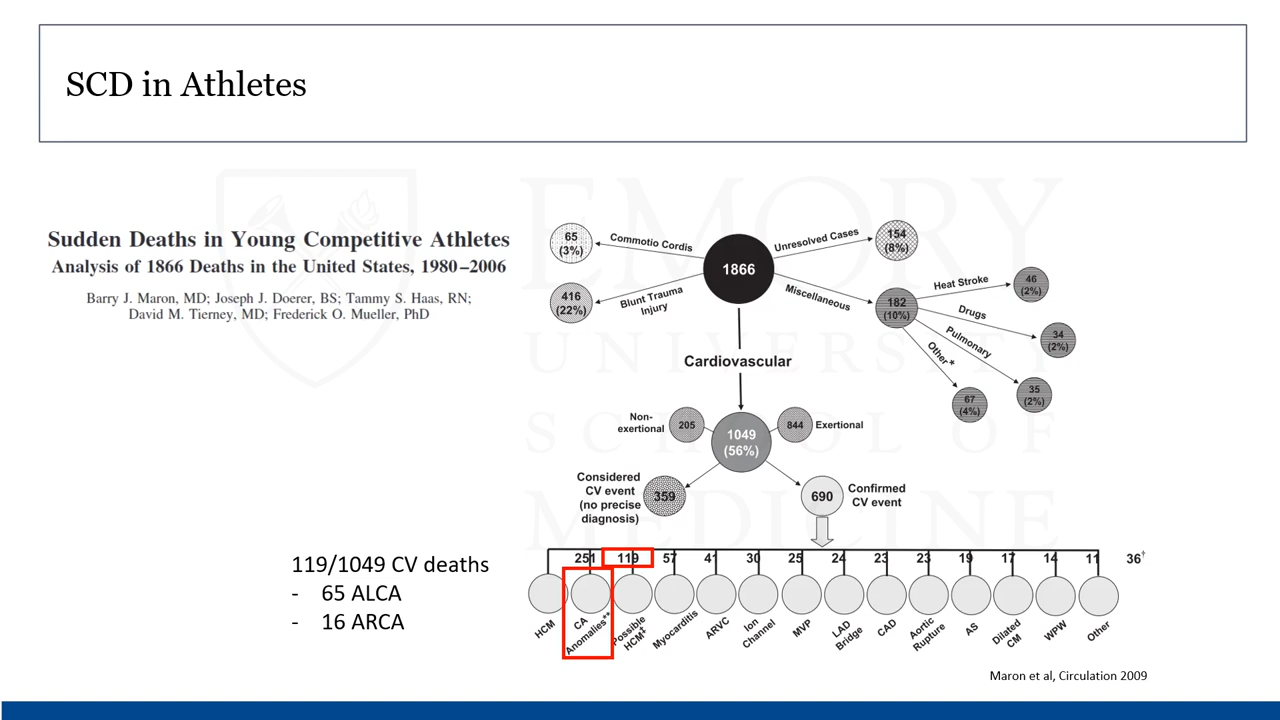 SCD in Athletes
Sudden Deaths in Young Competitive Athletes
Analysis of 1866 Deaths in the United States, 1980–2006
Barry J. Maron, MD; Joseph J. Doerer, BS; Tammy S. Haas, RN;
David M. Tierney, MD; Frederick O. Mueller, PhD
EMORY
UNIVERSITY
SCHOOL OF
MEDICINE
65
(3%)
Commotio Cordis
416
(22%)
Blunt Trauma
Injury
1866
Unresolved Cases
154
(8%)
Miscellaneous
182
(10%)
Heat Stroke
46
(2%)
Drugs
34
(2%)
Pulmonary
35
(2%)
Other*
67
(4%)
Cardiovascular
Non-
exertional
205
1049
(56%)
844
Exertional
Considered
CV event
(no precise
diagnosis)
359
690
Confirmed
CV event
119/1049 CV deaths
- 65 ALCA
- 16 ARCA
251 119 57 41 30 25 24 23 23 19 17 14 11 36†
HCM
CA
Anomalies**
Possible
HCM‡
Myocarditis
ARVC
Ion
Channel
MVP
LAD
Bridge
CAD
Aortic
Rupture
AS
Dilated
CM
WPW
Other
Maron et al, Circulation 2009